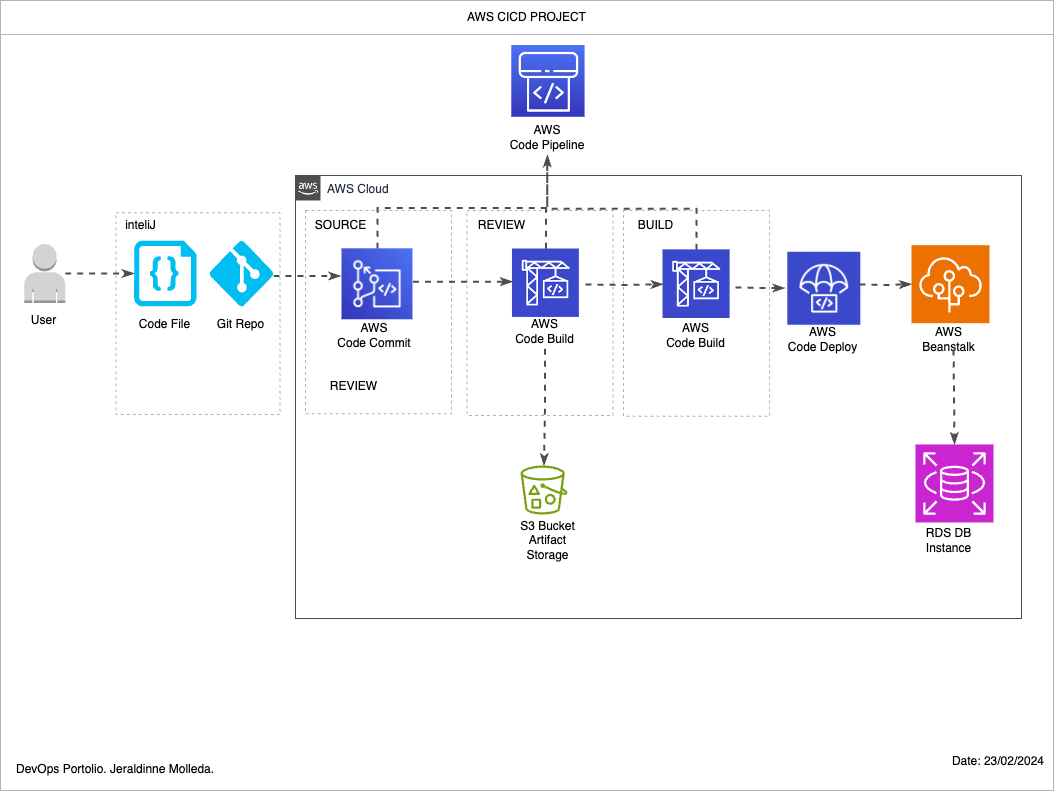 AWS CICD PROJECT
AWS
Code Pipeline
aws
AWS Cloud
inteliJ
SOURCE
REVIEW
BUILD
User
Code File
Git Repo
AWS
Code Commit
AWS
Code Build
AWS
Code Build
AWS
Code Deploy
AWS
Beanstalk
REVIEW
S3 Bucket
Artifact
Storage
RDS DB
Instance
DevOps Portolio. Jeraldinne Molleda.
Date: 23/02/2024